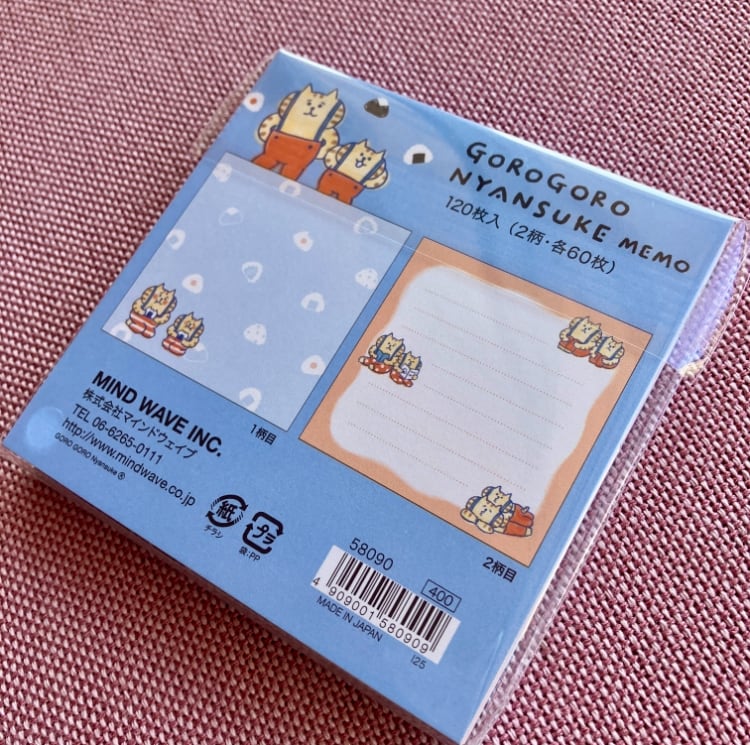 GOROGORO
NYANSUKE MEMO
120枚入（2柄・各60枚）
1柄目
2柄目
MIND WAVE INC.
株式会社マインドウェイブ
TEL 06-6265-0111
http://www.mindwave.co.jp
GORO GORO Nyansuke ®
紙
チラシ
プラ
袋:PP
58090
400
4 909001 580909
MADE IN JAPAN
I25